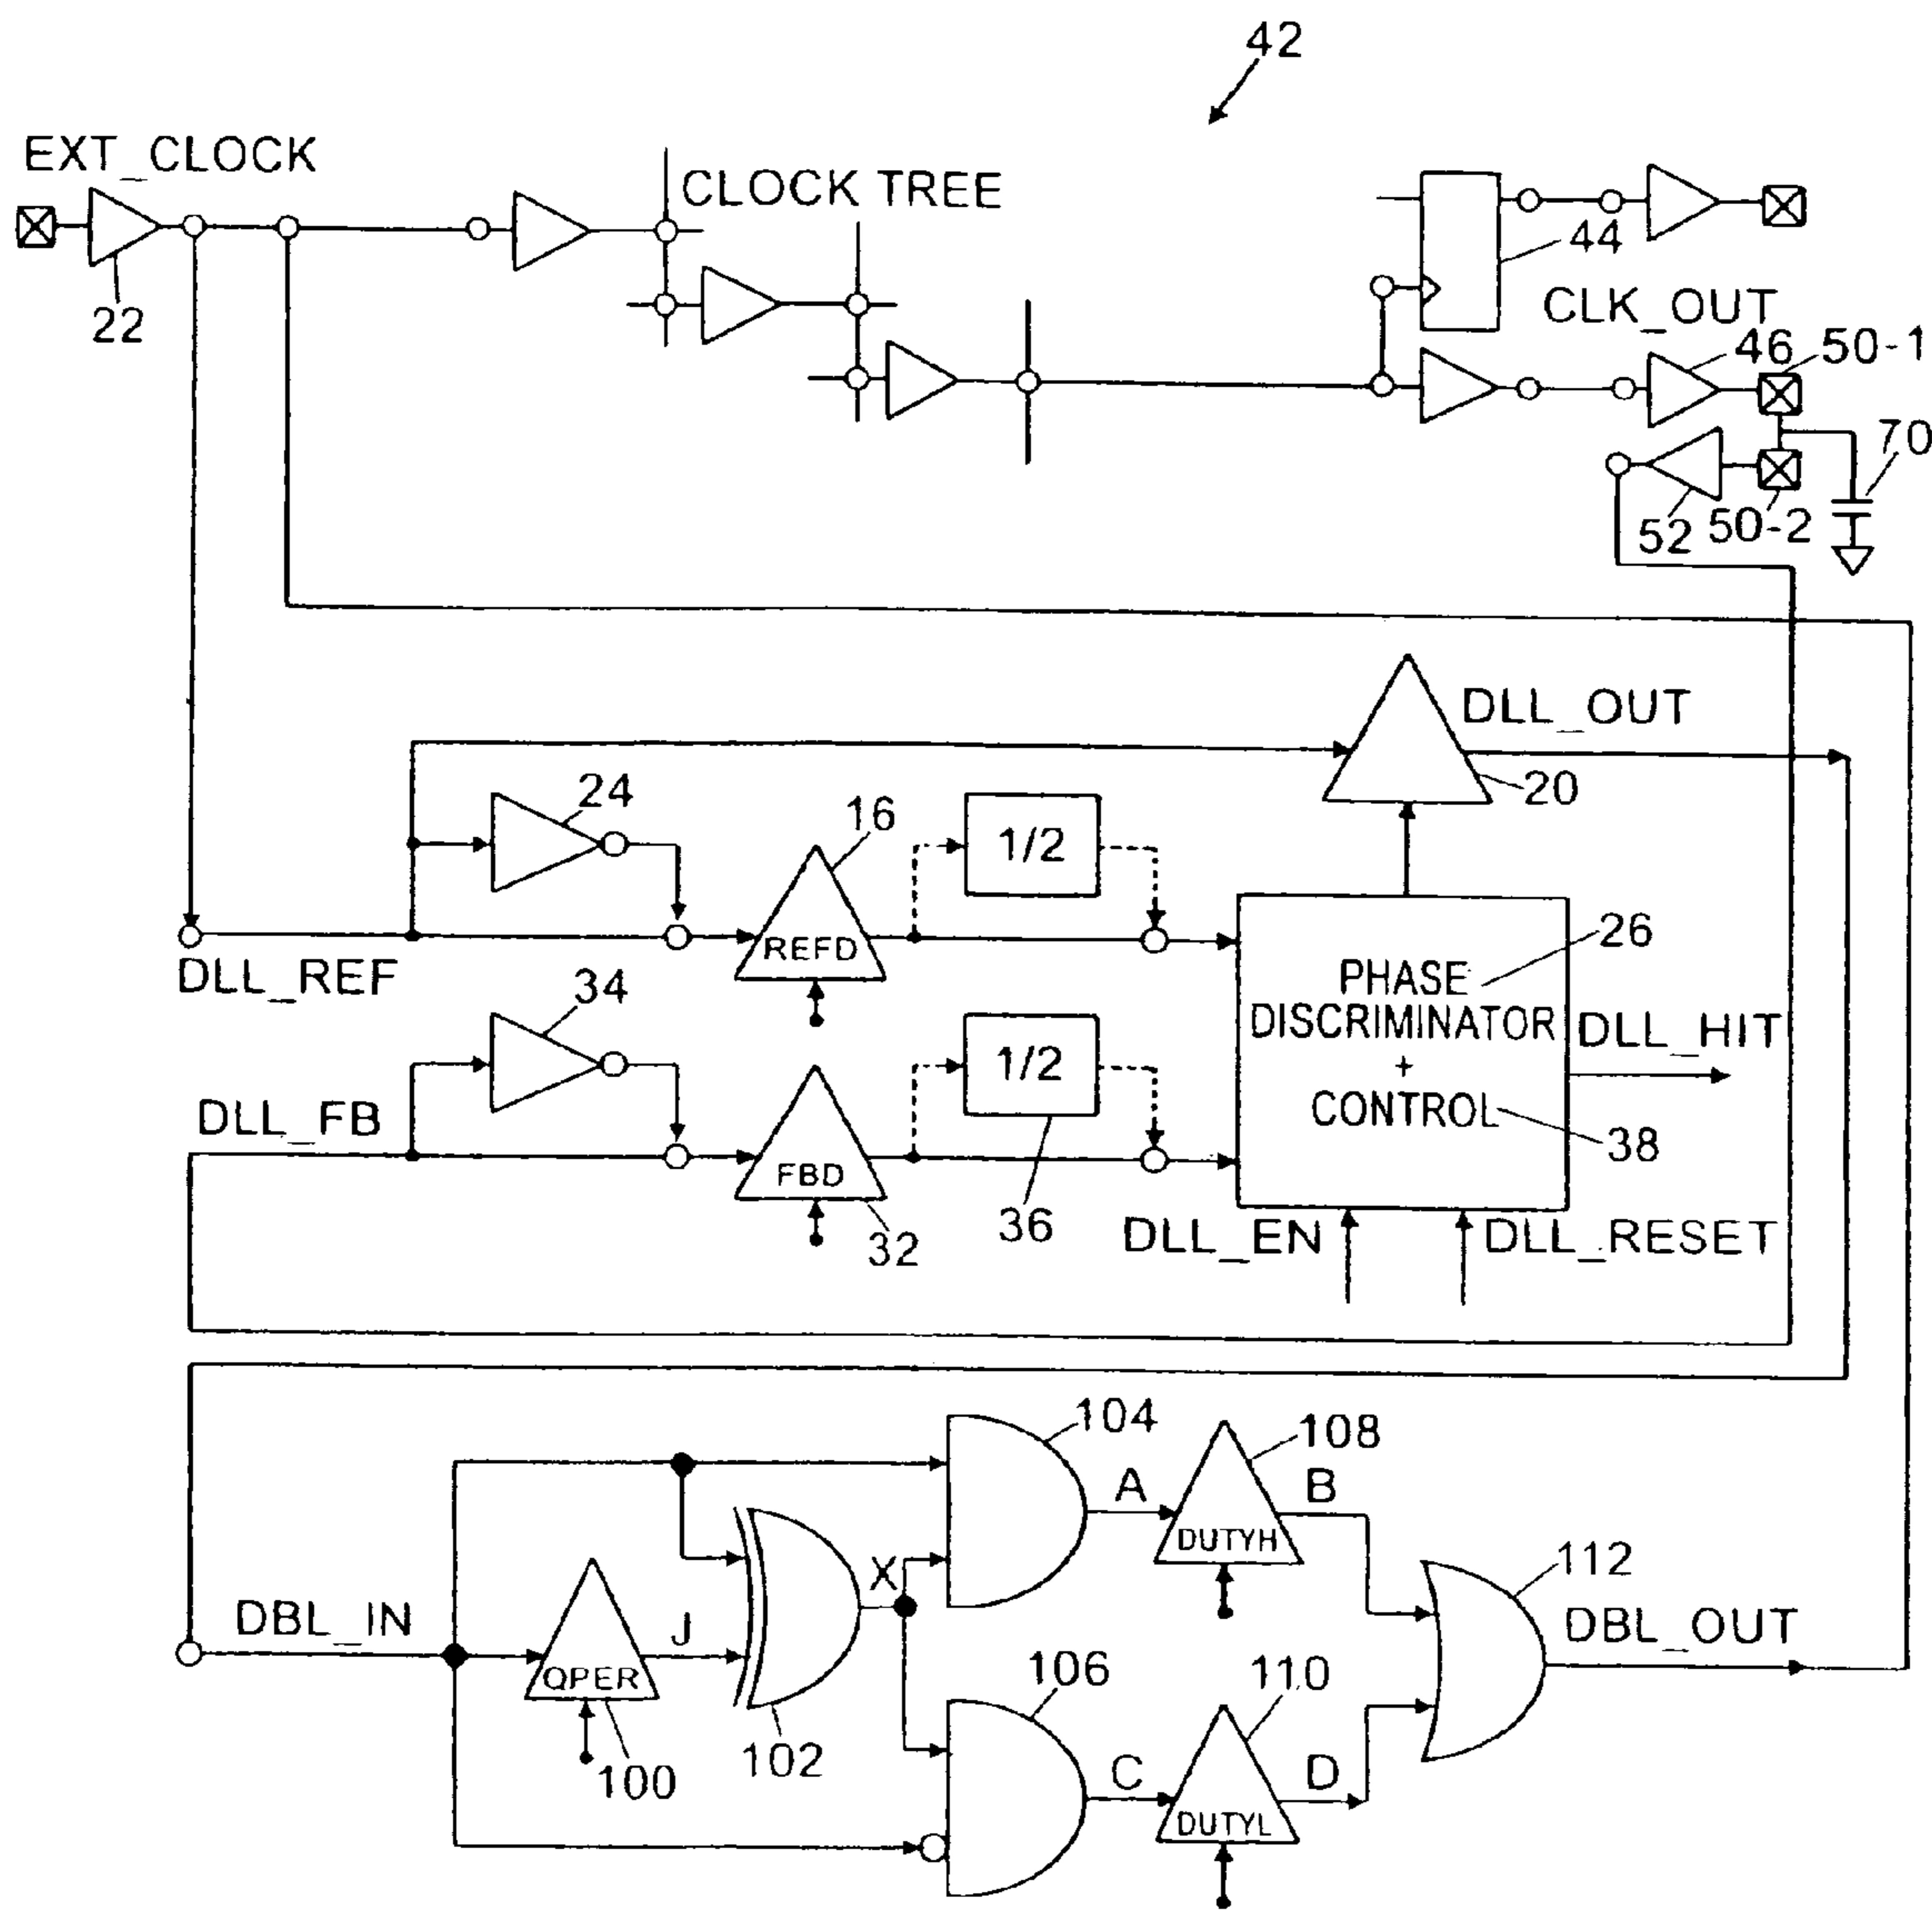 42
EXT_CLOCK
CLOCK TREE
22
44
CLK_OUT
46
50-1
70
52
50-2
DLL_OUT
20
24
16
1/2
REFD
26
DLL_REF
PHASE
DISCRIMINATOR
+
CONTROL
34
1/2
DLL_HIT
DLL_FB
38
FBD
36
32
DLL_EN
DLL_RESET
104
108
A
B
DUTYH
X
112
DBL_IN
J
DBL_OUT
QPER
106
110
102
100
C
D
DUTYL